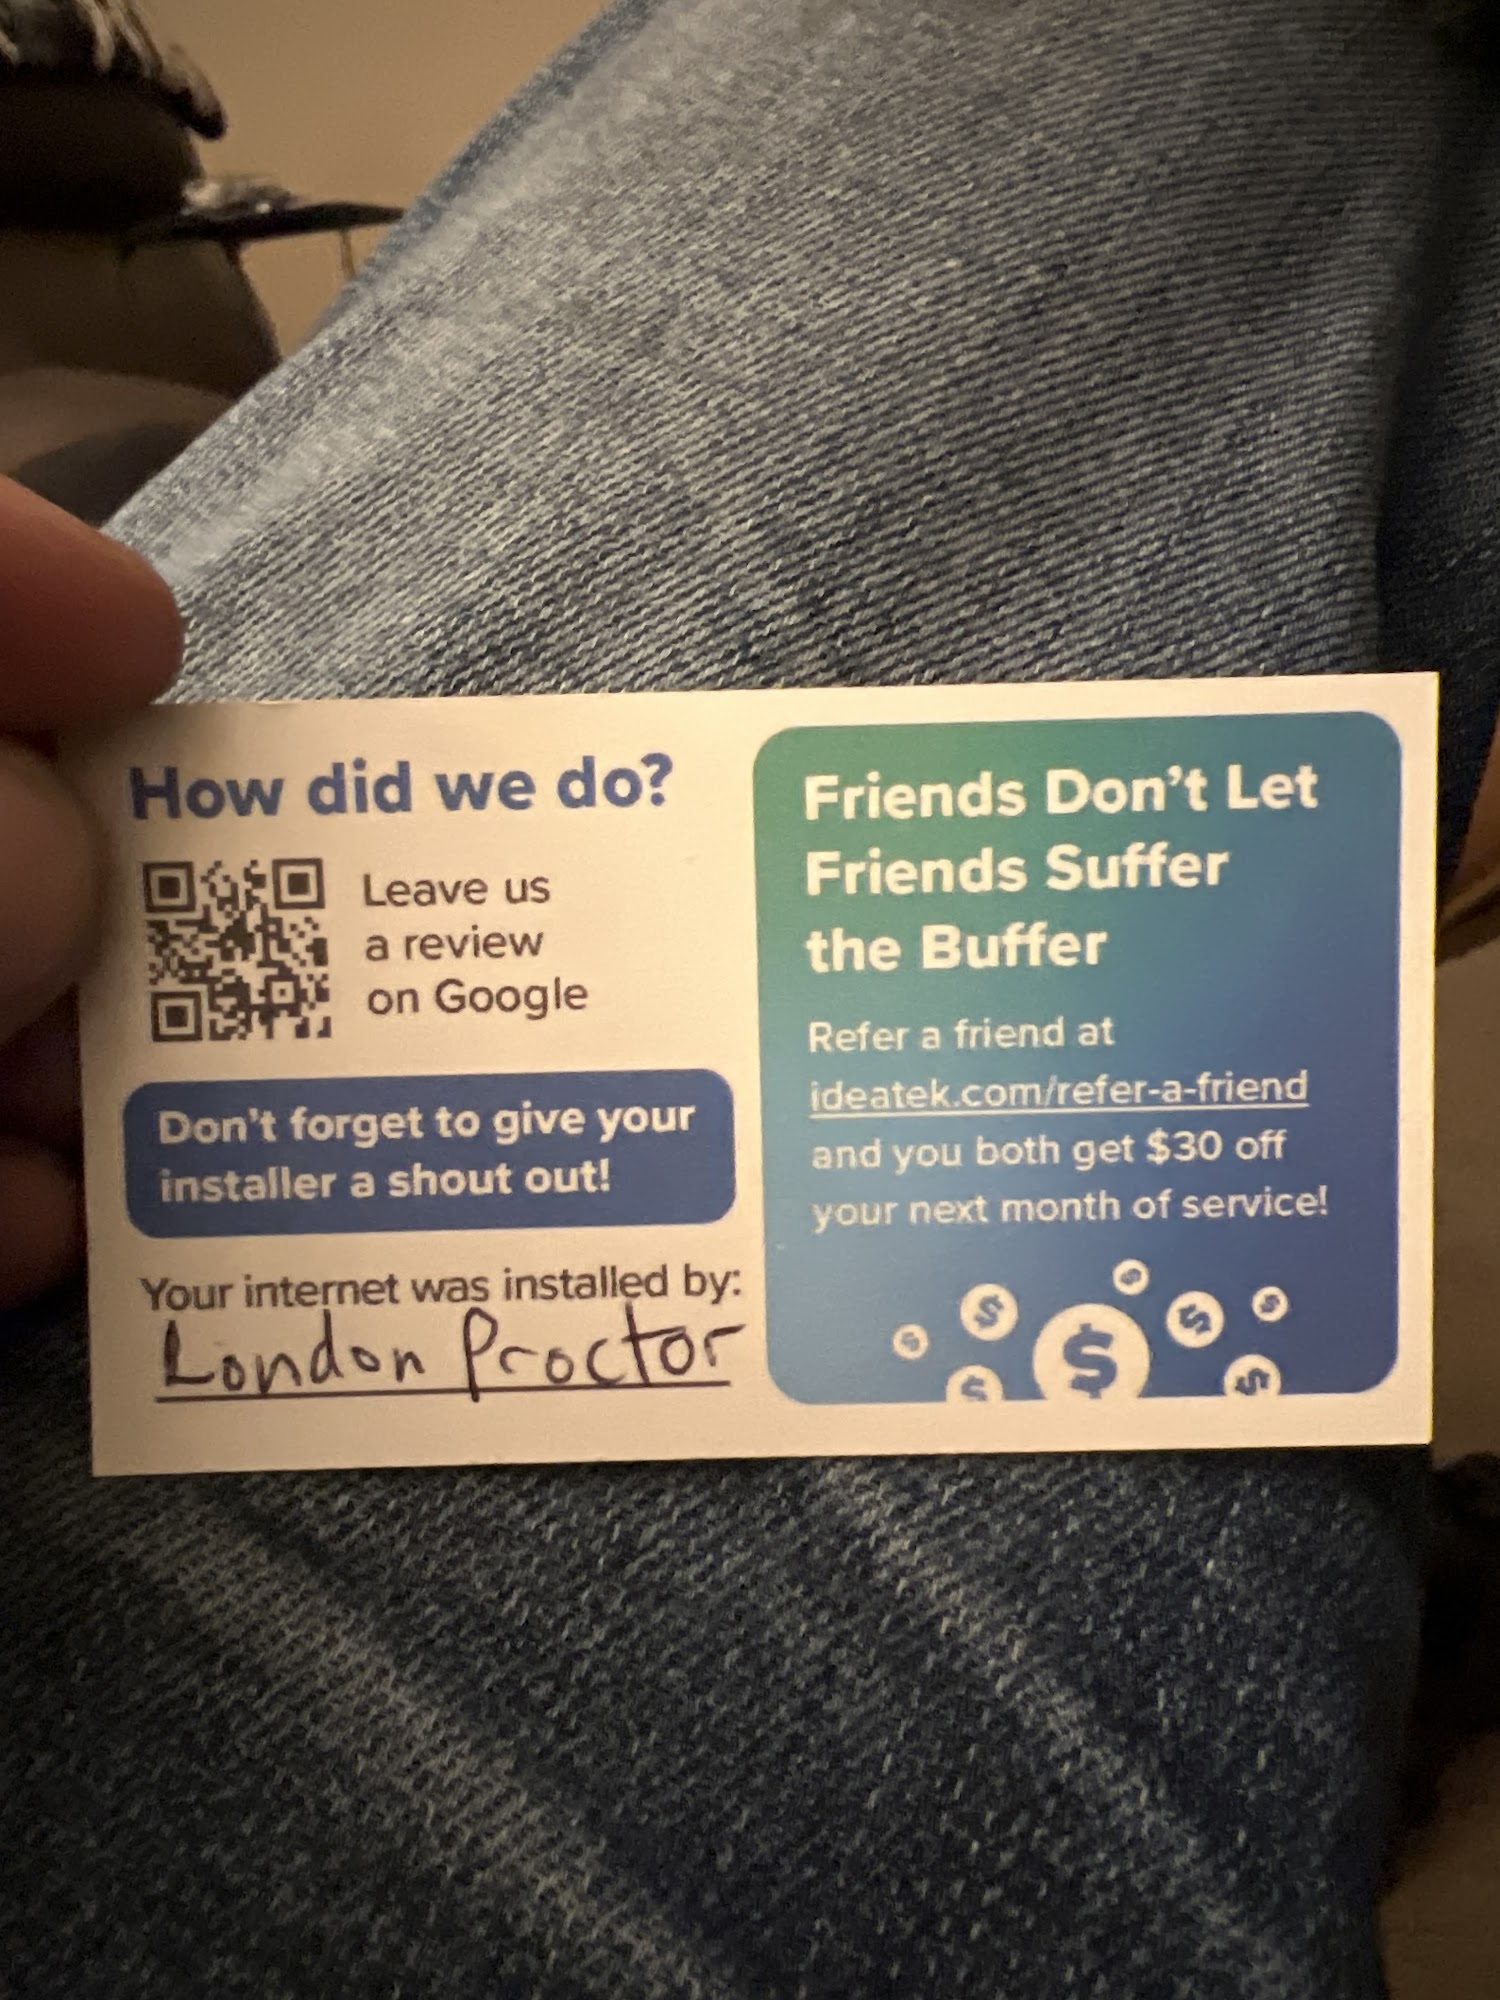 How did we do?
Leave us
a review
on Google
Don't forget to give your
installer a shout out!
Your internet was installed by:
London Proctor
Friends Don't Let
Friends Suffer
the Buffer
Refer a friend at
ideatek.com/refer-a-friend
and you both get $30 off
your next month of service!
$
$
$
$
$
$
$